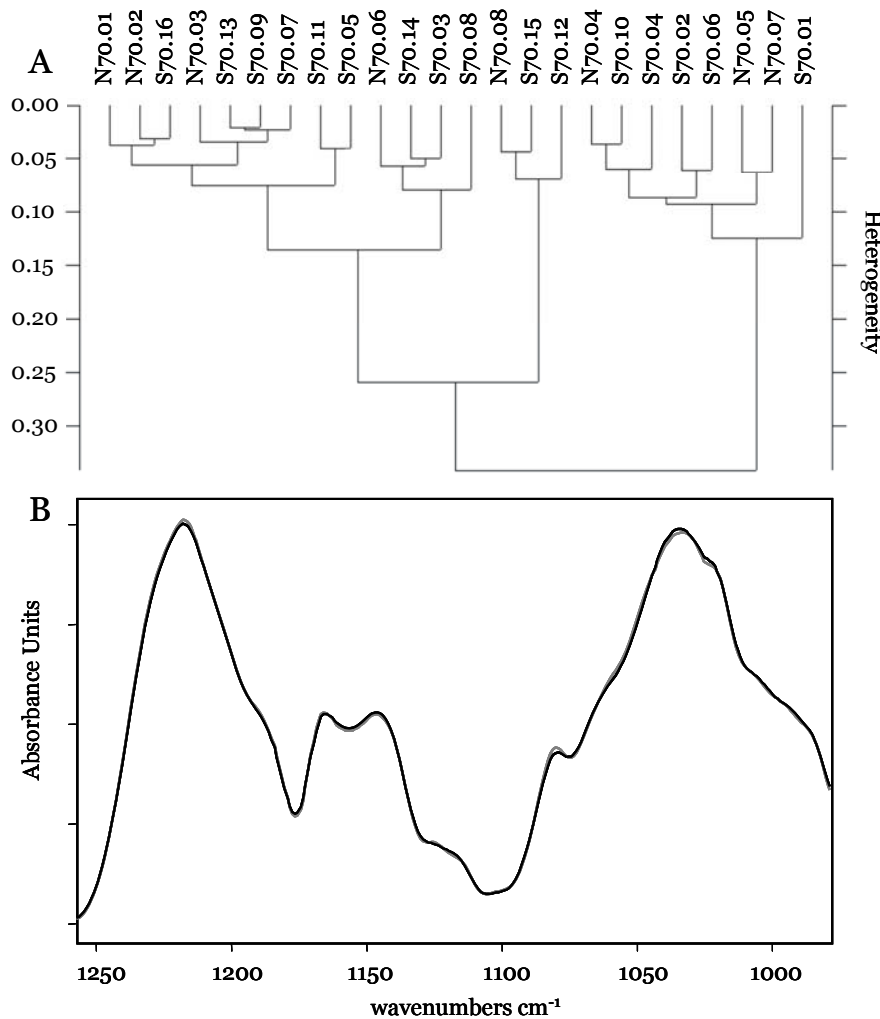 A
N70.01
N70.02
S70.16
N70.03
S70.13
S70.09
S70.07
S70.11
S70.05
N70.06
S70.14
S70.03
S70.08
N70.08
S70.15
S70.12
N70.04
S70.10
S70.04
S70.02
S70.06
N70.05
N70.07
S70.01
0.00
0.05
0.10
0.15
0.20
0.25
0.30
Heterogeneity
B
Absorbance Units
1250 1200 1150 1100 1050 1000
wavenumbers cm⁻¹